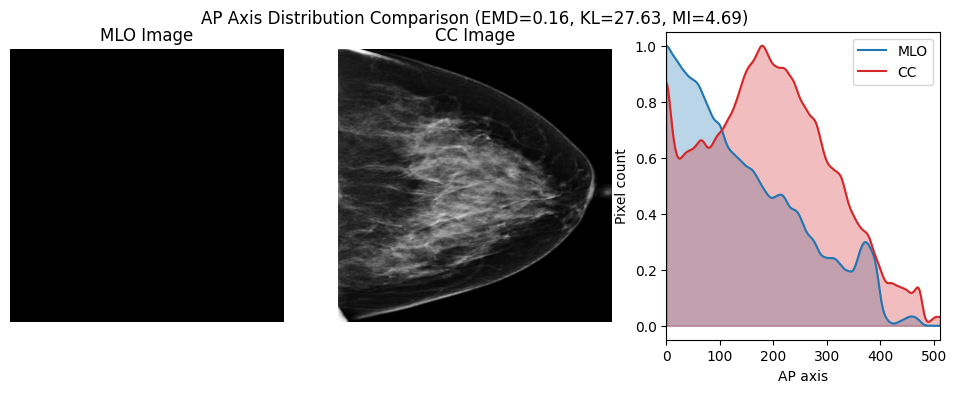 AP Axis Distribution Comparison (EMD=0.16, KL=27.63, MI=4.69)
MLO Image
CC Image
MLO
CC
1.0
0.8
0.6
0.4
0.2
0.0
Pixel count
0 100 200 300 400 500
AP axis